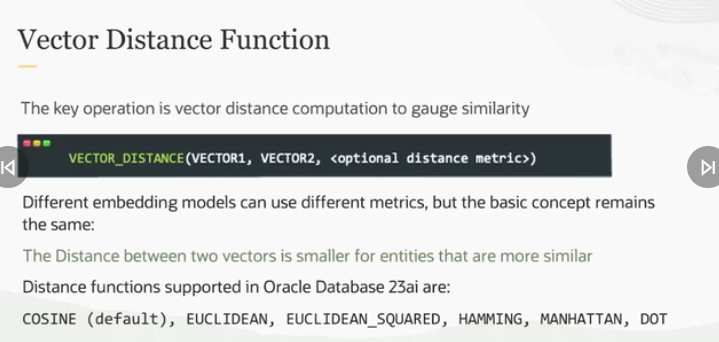 Vector Distance Function
The key operation is vector distance computation to gauge similarity
VECTOR_DISTANCE(VECTOR1, VECTOR2, <optional distance metric>)
Different embedding models can use different metrics, but the basic concept remains
the same:
The Distance between two vectors is smaller for entities that are more similar
Distance functions supported in Oracle Database 23ai are:
COSINE (default), EUCLIDEAN, EUCLIDEAN_SQUARED, HAMMING, MANHATTAN, DOT